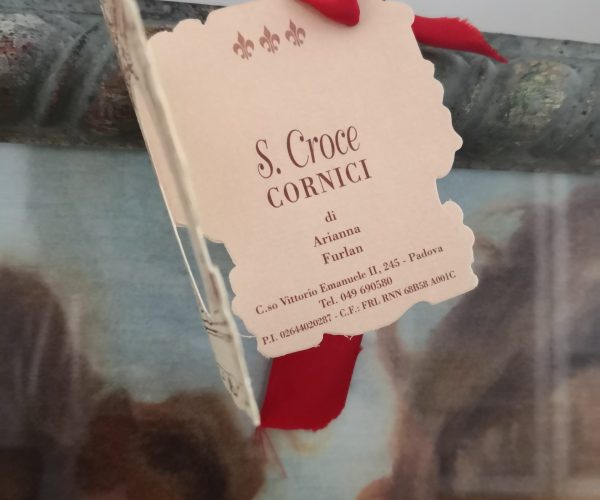 S. Croce
CORNICI
di
Arianna
Furlan
C.so Vittorio Emanuele II, 245 - Padova
Tel. 049 690580
P.I. 02644020287 - C.F.: FRL RNN 68B58 A001C